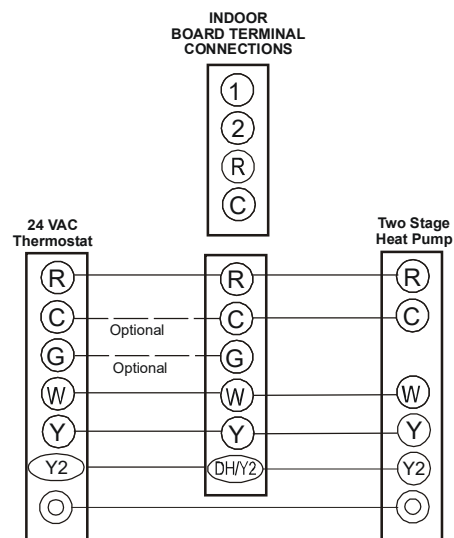 INDOOR
BOARD TERMINAL
CONNECTIONS
1
2
R
C
24 VAC
Thermostat
Two Stage
Heat Pump
R R R
C Optional C C
G Optional G
W W W
Y Y Y
Y2 DH/Y2 Y2
O O